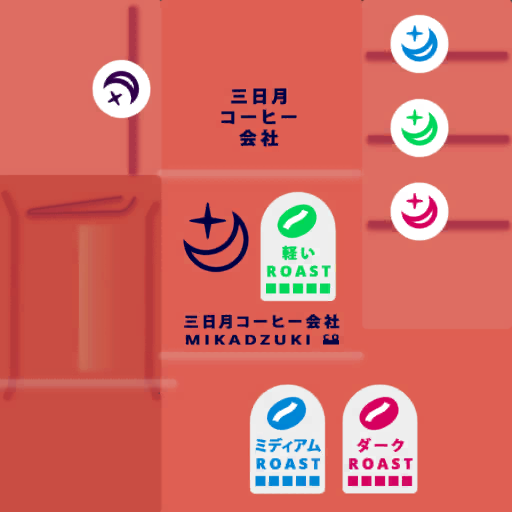 三日月
コーヒー
会社
軽い
ROAST
三日月コーヒー会社
MIKADZUKI
ミディアム
ROAST
ダーク
ROAST